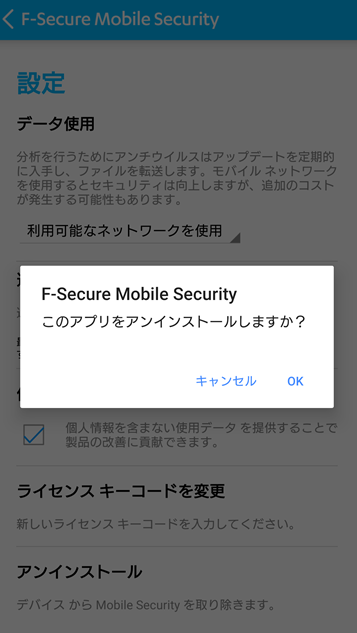 F-Secure Mobile Security
設定
データ使用
分析を行うためにアンチウイルスはアップデートを定期的
に入手し、ファイルを転送します。モバイル ネットワーク
を使用するとセキュリティは向上しますが、追加のコスト
が発生する可能性もあります。
利用可能なネットワークを使用
F-Secure Mobile Security
このアプリをアンインストールしますか？
キャンセル OK
個人情報を含まない使用データ を提供することで
製品の改善に貢献できます。
ライセンス キーコードを変更
新しいライセンス キーコードを入力してください。
アンインストール
デバイス から Mobile Security を取り除きます。